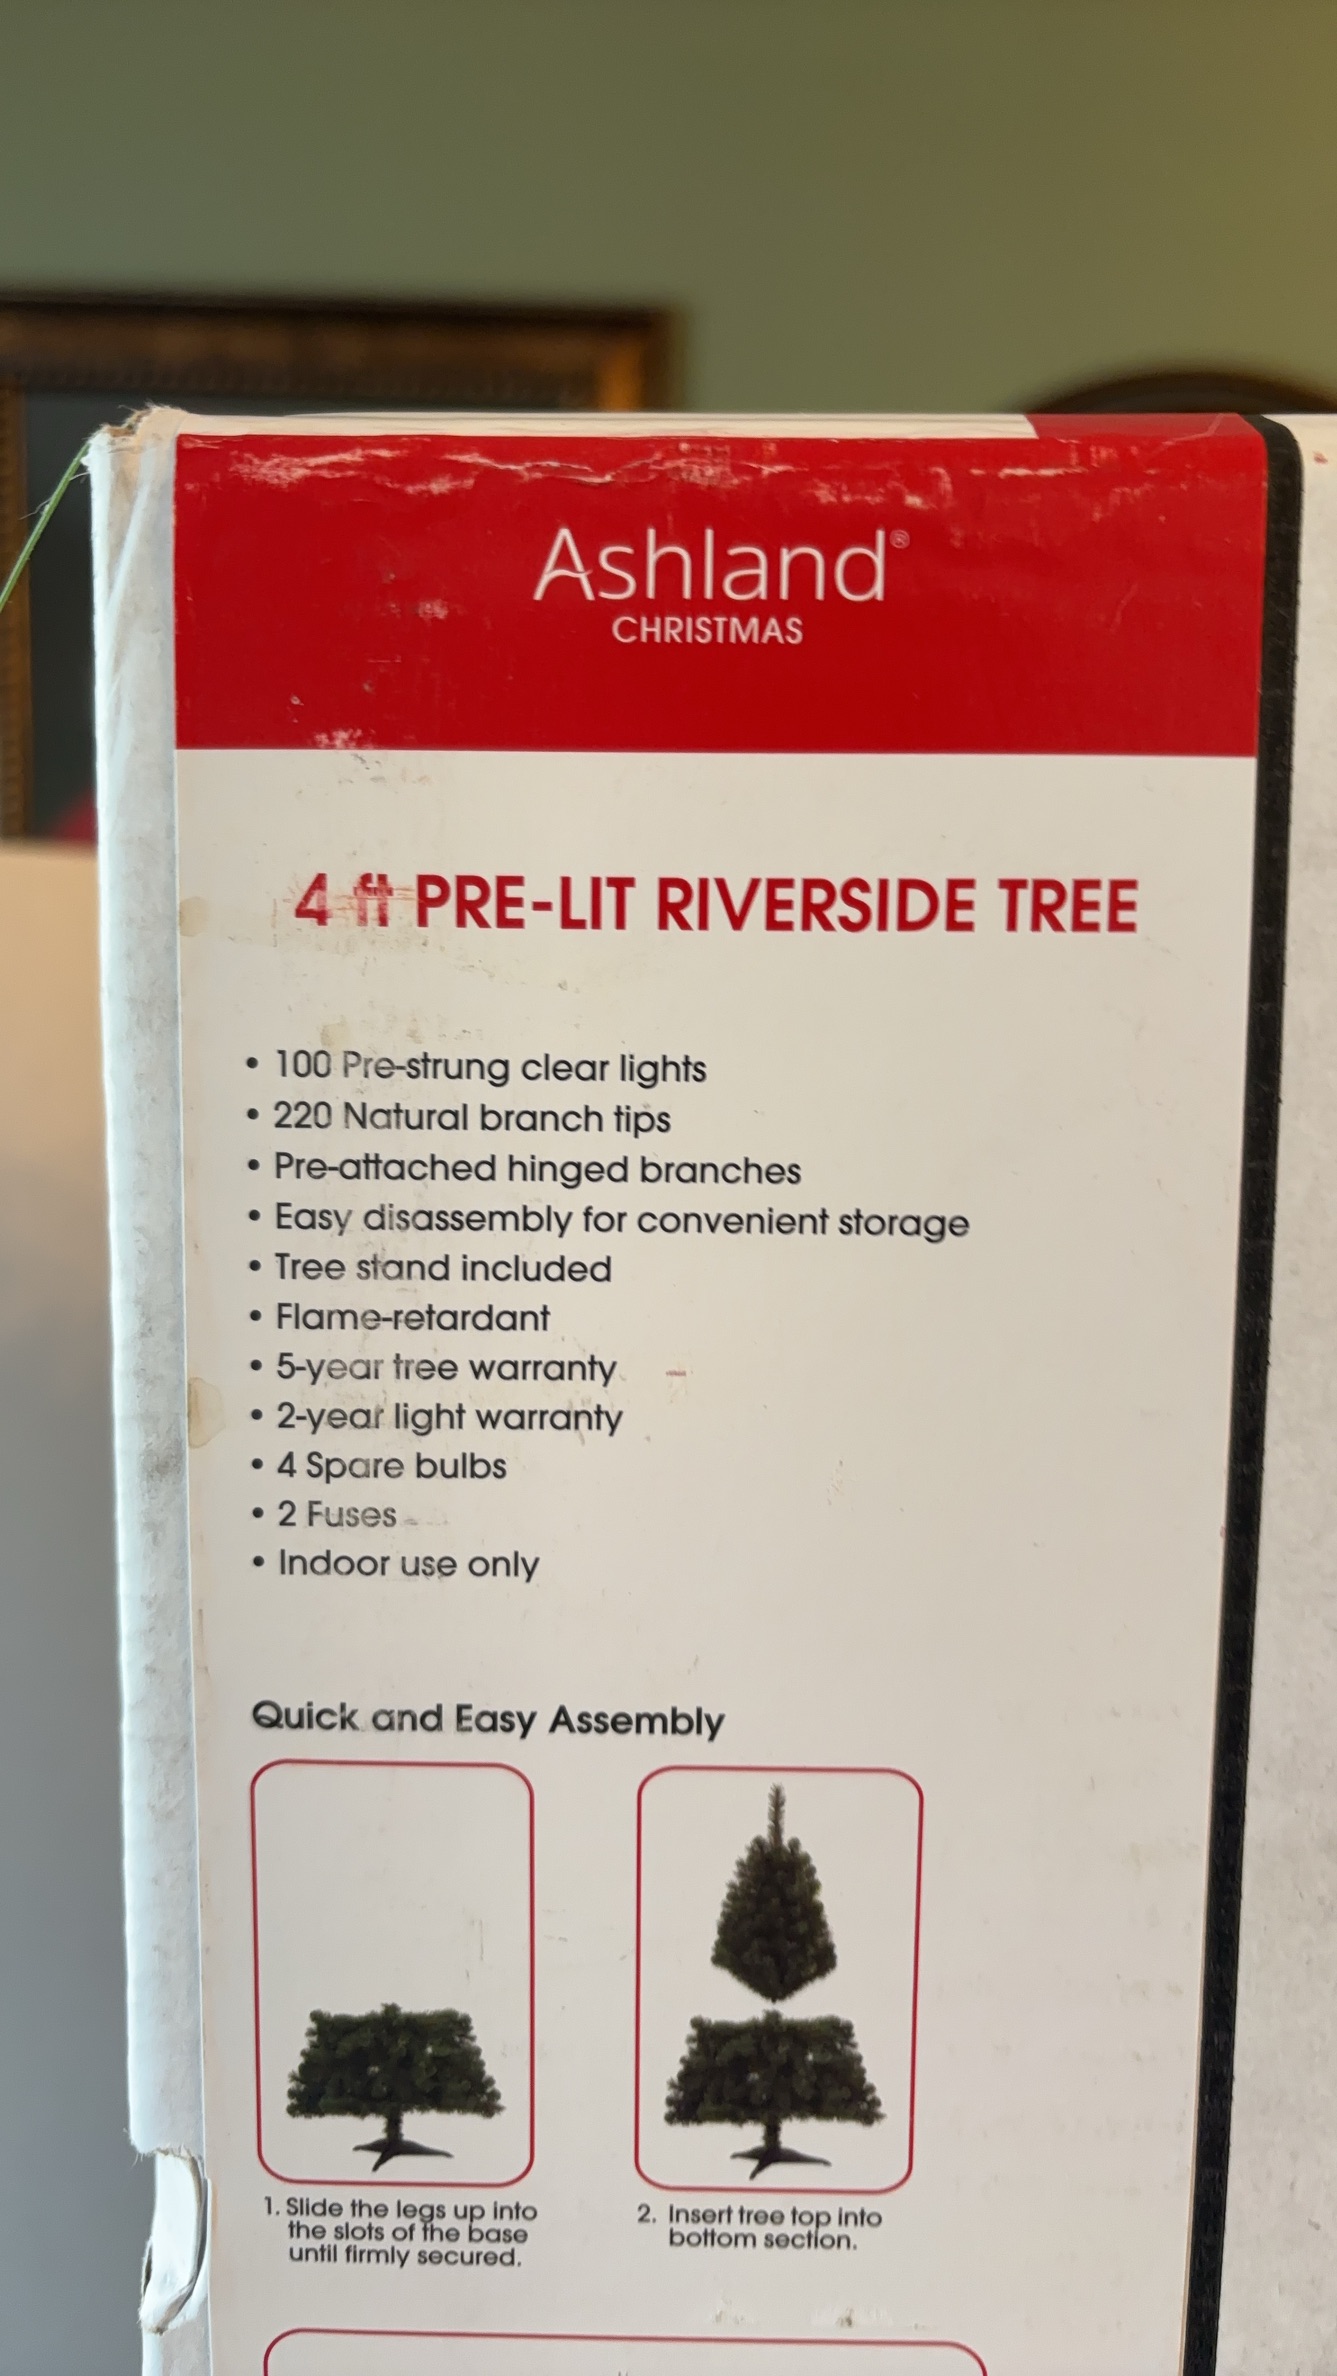 Ashland®
CHRISTMAS
4 ft PRE-LIT RIVERSIDE TREE
• 100 Pre-strung clear lights
• 220 Natural branch tips
• Pre-attached hinged branches
• Easy disassembly for convenient storage
• Tree stand included
• Flame-retardant
• 5-year tree warranty
• 2-year light warranty
• 4 Spare bulbs
• 2 Fuses
• Indoor use only
Quick and Easy Assembly
1. Slide the legs up into
the slots of the base
until firmly secured.
2. Insert tree top into
bottom section.